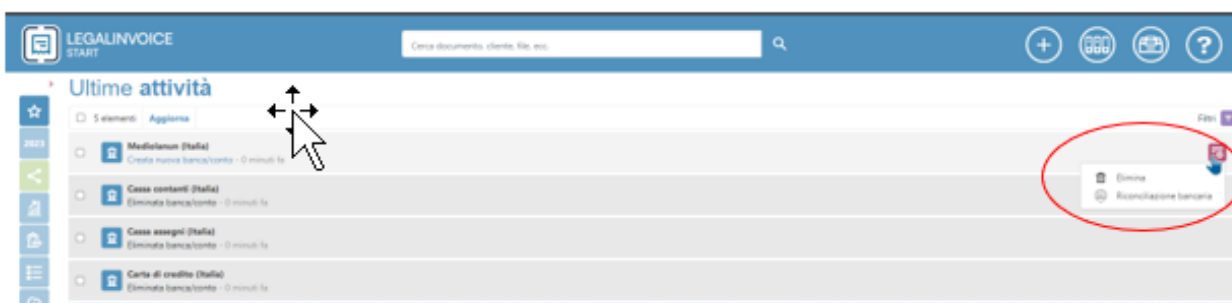 LEGALINVOICE
START
Cerca documento, cliente, file, ecc.
Ultime attività
5 elementi Aggiorna
Filtri
2023
Mediolanun (Italia)
Creata nuova banca/conto - 0 minuti fa
Elimina
Riconciliazione bancaria
Cassa contanti (Italia)
Eliminata banca/conto - 0 minuti fa
Cassa assegni (Italia)
Eliminata banca/conto - 0 minuti fa
Carta di credito (Italia)
Eliminata banca/conto - 0 minuti fa